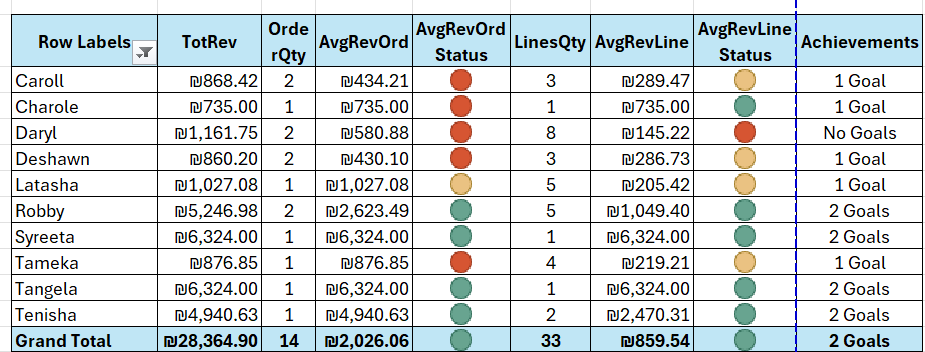 Row Labels TotRev Orde rQty AvgRevOrd AvgRevOrd Status LinesQty AvgRevLine AvgRevLine Status Achievements
Caroll ₪868.42 2 ₪434.21 3 ₪289.47 1 Goal
Charole ₪735.00 1 ₪735.00 1 ₪735.00 1 Goal
Daryl ₪1,161.75 2 ₪580.88 8 ₪145.22 No Goals
Deshawn ₪860.20 2 ₪430.10 3 ₪286.73 1 Goal
Latasha ₪1,027.08 1 ₪1,027.08 5 ₪205.42 1 Goal
Robby ₪5,246.98 2 ₪2,623.49 5 ₪1,049.40 2 Goals
Syreeta ₪6,324.00 1 ₪6,324.00 1 ₪6,324.00 2 Goals
Tameka ₪876.85 1 ₪876.85 4 ₪219.21 1 Goal
Tangela ₪6,324.00 1 ₪6,324.00 1 ₪6,324.00 2 Goals
Tenisha ₪4,940.63 1 ₪4,940.63 2 ₪2,470.31 2 Goals
Grand Total ₪28,364.90 14 ₪2,026.06 33 ₪859.54 2 Goals